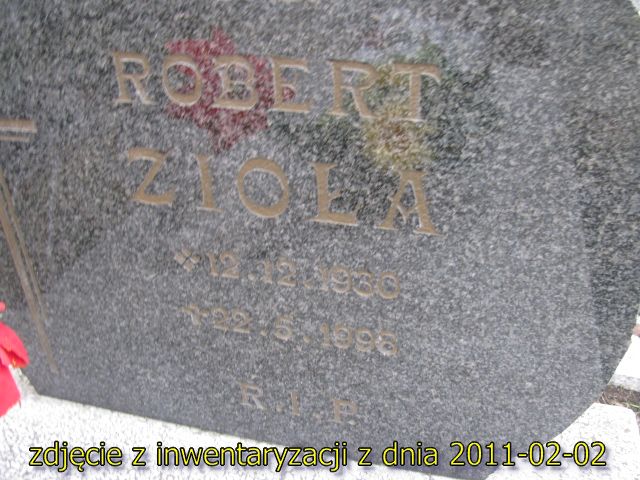 ROBERT
ZIOŁA
* 12.12.1930
† 22.5.1996
R.I.P.
zdjęcie z inwentaryzacji z dnia 2011-02-02